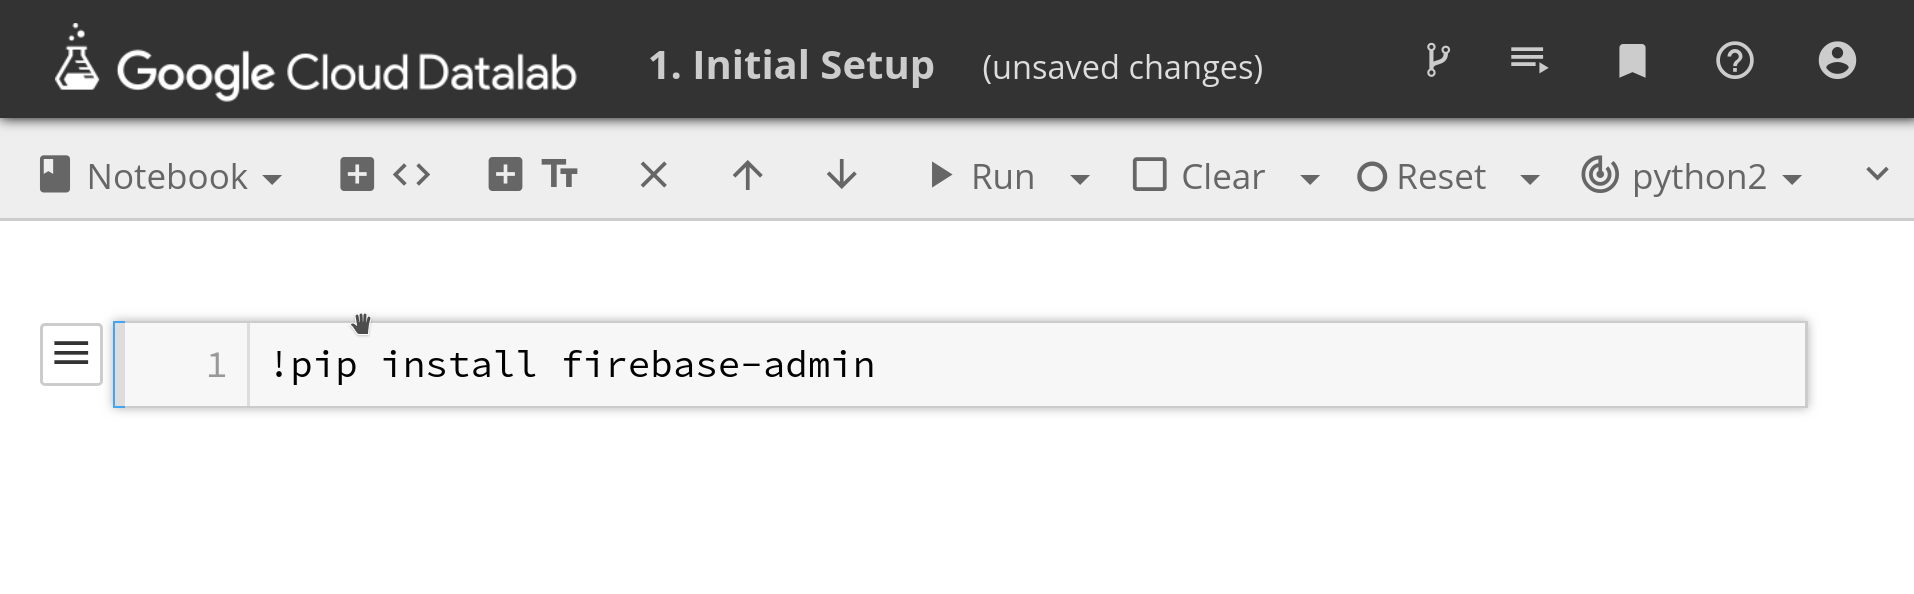 Google Cloud Datalab 1. Initial Setup (unsaved changes)
Notebook Run Clear Reset python2
1 !pip install firebase-admin